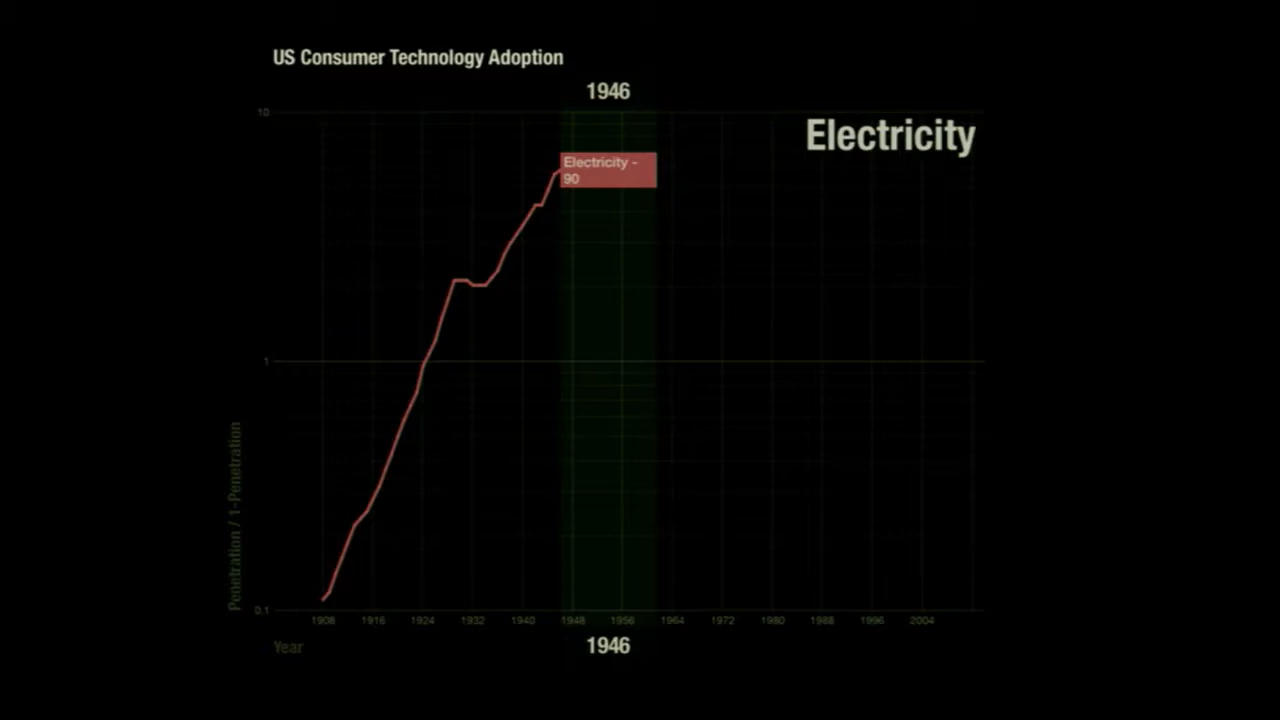 US Consumer Technology Adoption
1946
10
Electricity
Electricity -
90
1
Penetration / 1-Penetration
0.1
1908 1916 1924 1932 1940 1948 1956 1964 1972 1980 1988 1996 2004
Year
1946